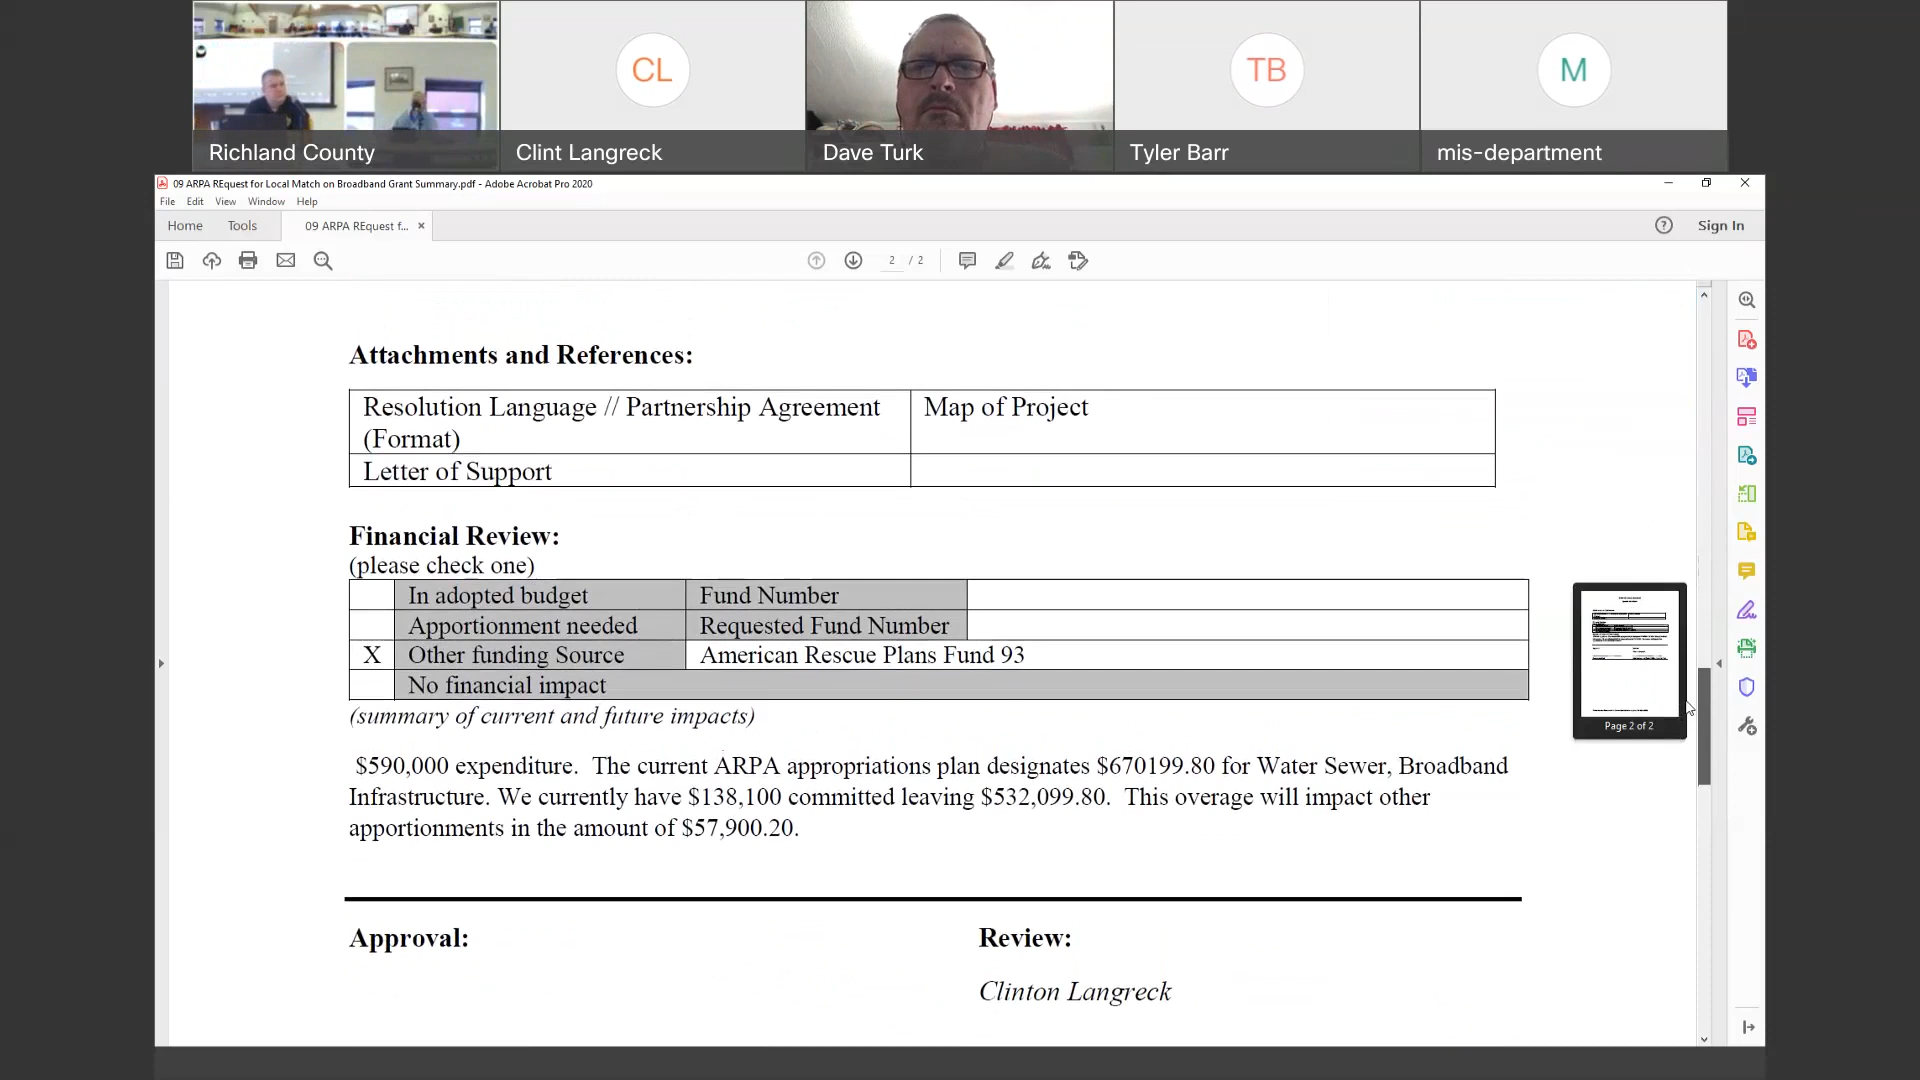 CL
TB
M
Richland County
Clint Langreck
Dave Turk
Tyler Barr
mis-department
09 ARPA REquest for Local Match on Broadband Grant Summary.pdf - Adobe Acrobat Pro 2020
File Edit View Window Help
Home Tools 09 ARPA REquest f... × ? Sign In
2 / 2
Attachments and References:
Resolution Language // Partnership Agreement
(Format)
Map of Project
Letter of Support
Financial Review:
(please check one)
In adopted budget Fund Number
Apportionment needed Requested Fund Number
X Other funding Source American Rescue Plans Fund 93
No financial impact
(summary of current and future impacts)
$590,000 expenditure. The current ARPA appropriations plan designates $670199.80 for Water Sewer, Broadband
Infrastructure. We currently have $138,100 committed leaving $532,099.80. This overage will impact other
apportionments in the amount of $57,900.20.
Page 2 of 2
Approval: Review:
Clinton Langreck